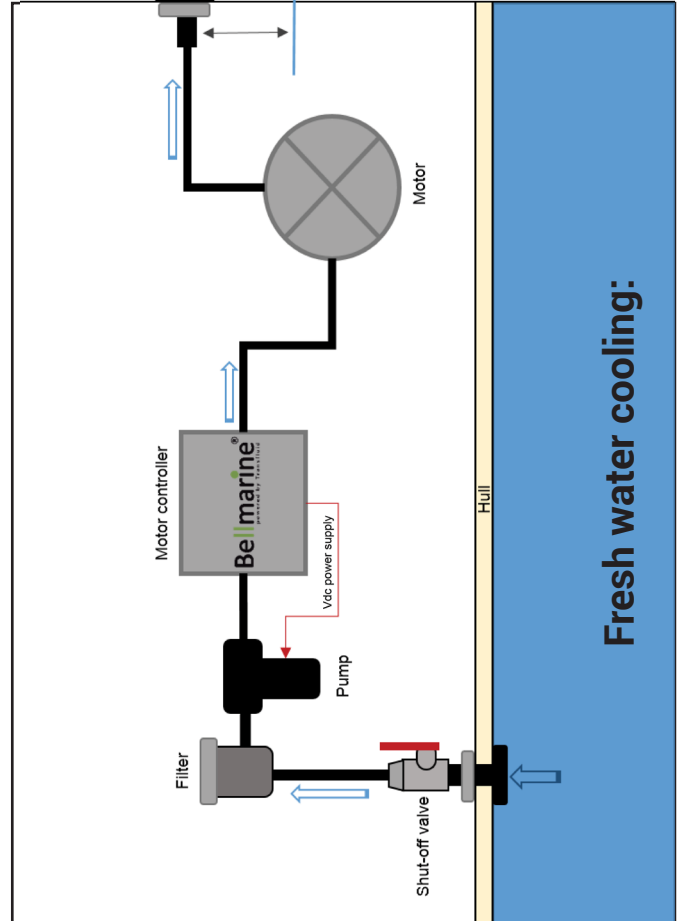 Motor
Motor controller
Bellmarine®
powered by Transfluid
Vdc power supply
Hull
Pump
Filter
Shut-off valve
Fresh water cooling: